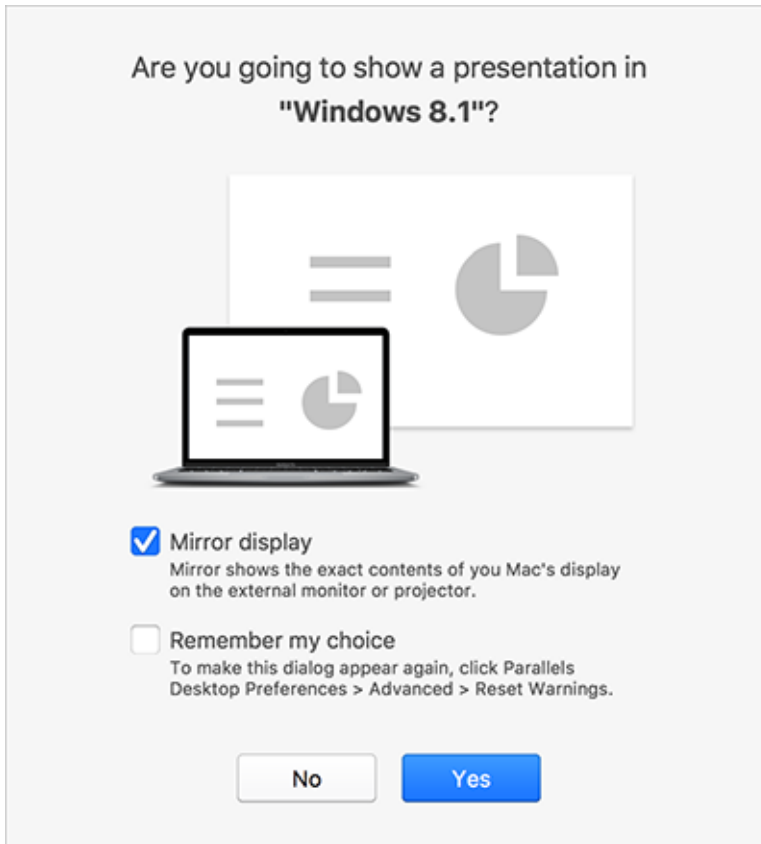 Are you going to show a presentation in
"Windows 8.1"?
Mirror display
Mirror shows the exact contents of you Mac's display
on the external monitor or projector.
Remember my choice
To make this dialog appear again, click Parallels
Desktop Preferences > Advanced > Reset Warnings.
No
Yes